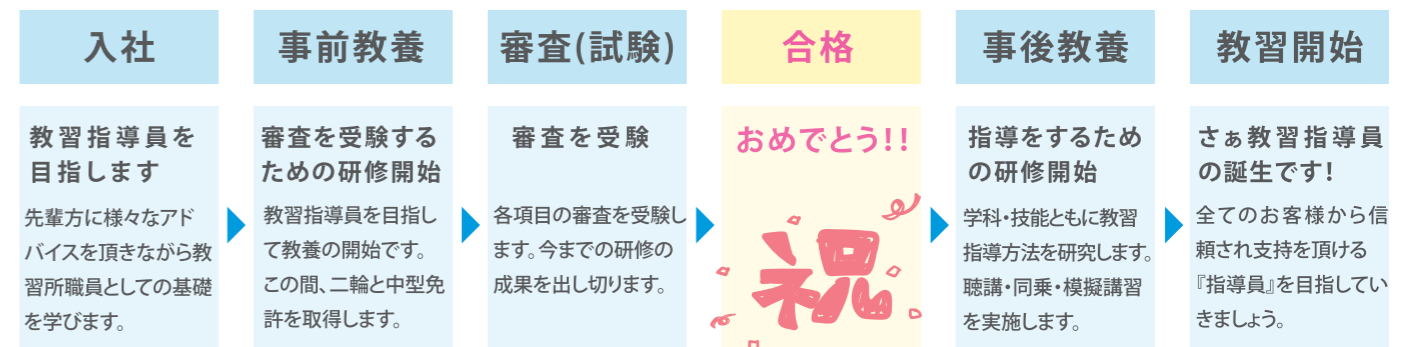 入社
教習指導員を
目指します
先輩方に様々なアド
バイスを頂きながら教
習所職員としての基礎
を学びます。
事前教養
審査を受験する
ための研修開始
教習指導員を目指し
て教養の開始です。
この間、二輪と中型免
許を取得します。
審査(試験)
審査を受験
各項目の審査を受験し
ます。今までの研修の
成果を出し切ります。
合格
おめでとう!!
祝
事後教養
指導をするため
の研修開始
学科・技能ともに教習
指導方法を研究します。
聴講・同乗・模擬講習
を実施します。
教習開始
さぁ教習指導員
の誕生です!
全てのお客様から信
頼され支持を頂ける
『指導員』を目指してい
きましょう。